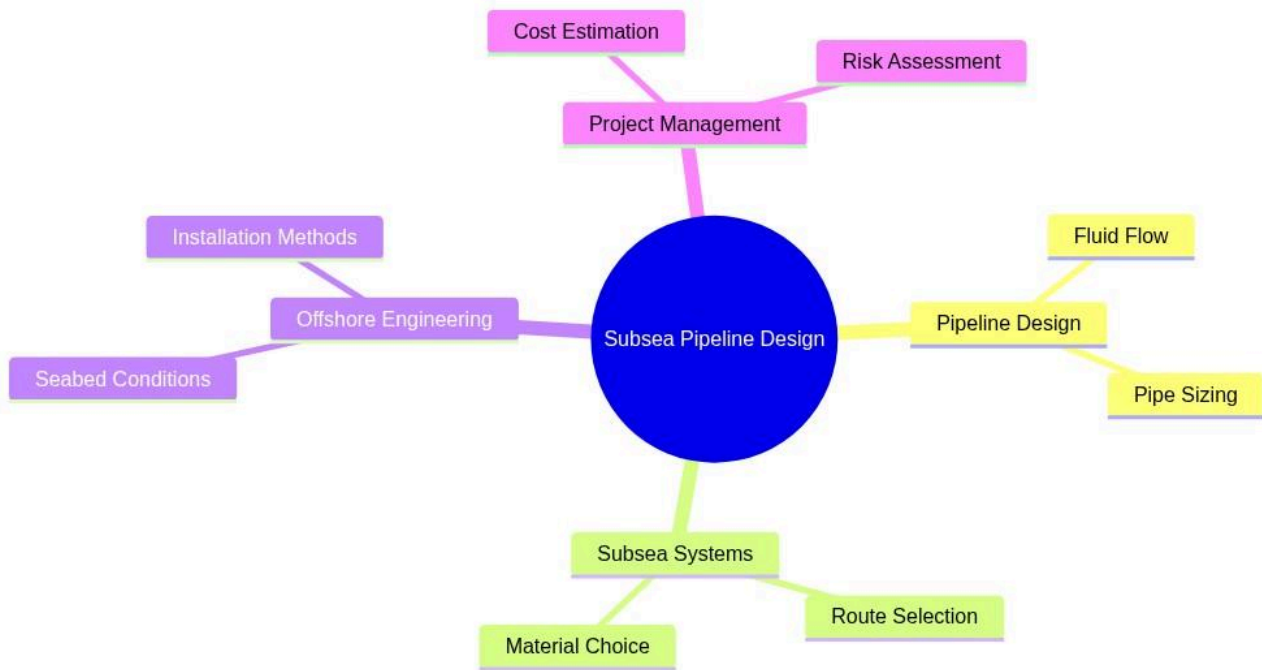 Cost Estimation
Risk Assessment
Project Management
Installation Methods
Fluid Flow
Offshore Engineering
Pipeline Design
Subsea Pipeline Design
Seabed Conditions
Pipe Sizing
Subsea Systems
Route Selection
Material Choice